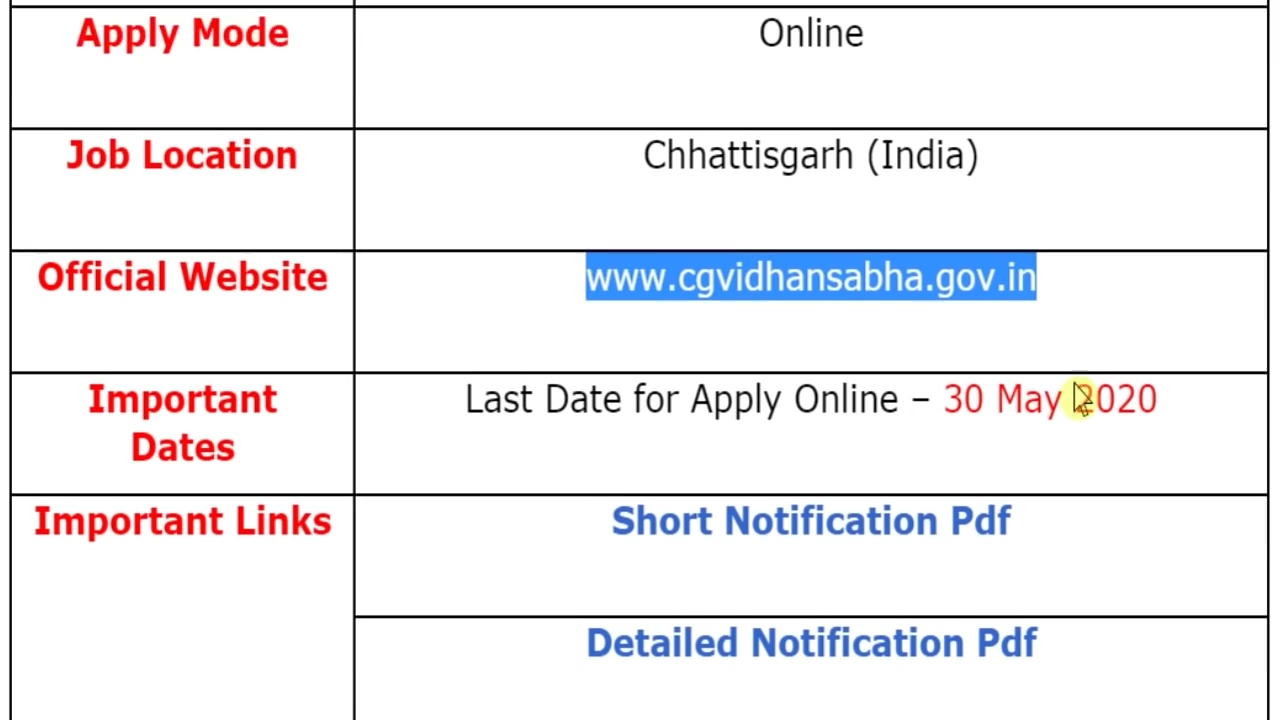 Apply Mode
Online
Job Location
Chhattisgarh (India)
Official Website
www.cgvidhansabha.gov.in
Important
Dates
Last Date for Apply Online – 30 May 2020
Important Links
Short Notification Pdf
Detailed Notification Pdf